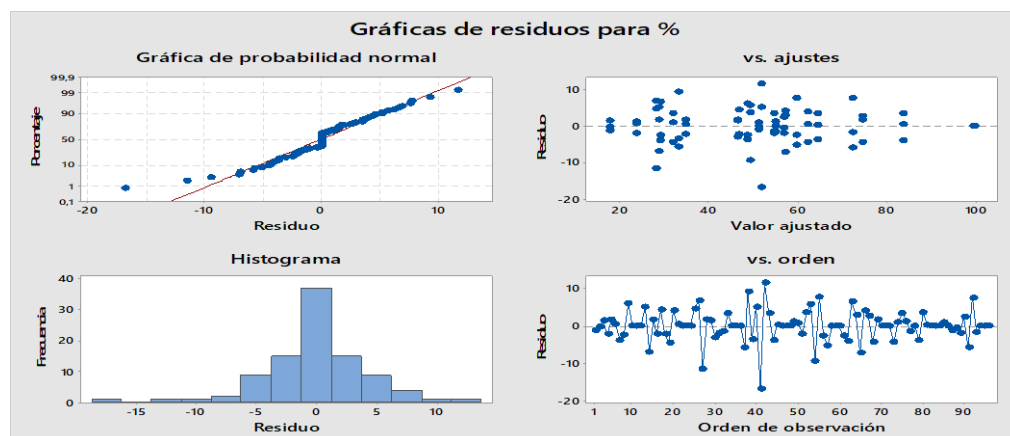 Gráficas de residuos para %
Gráfica de probabilidad normal
99,9
99
90
50
10
1
0,1
Porcentaje
-20 -10 0 10
Residuo
vs. ajustes
10
0
-10
-20
Residuo
20 40 60 80 100
Valor ajustado
Histograma
40
30
20
10
0
Frecuencia
-15 -10 -5 0 5 10
Residuo
vs. orden
10
0
-10
-20
Residuo
1 10 20 30 40 50 60 70 80 90
Orden de observación